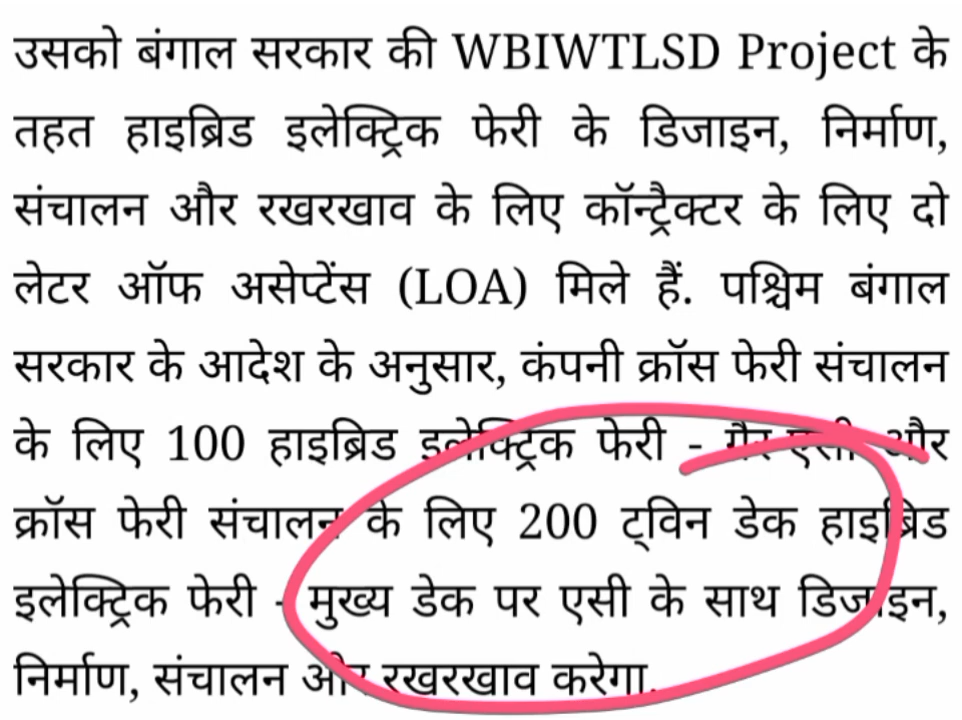 उसको बंगाल सरकार की WBIWTLSD Project के
तहत हाइब्रिड इलेक्ट्रिक फेरी के डिजाइन, निर्माण,
संचालन और रखरखाव के लिए कॉन्ट्रैक्टर के लिए दो
लेटर ऑफ असेप्टेंस (LOA) मिले हैं. पश्चिम बंगाल
सरकार के आदेश के अनुसार, कंपनी क्रॉस फेरी संचालन
के लिए 100 हाइब्रिड इलेक्ट्रिक फेरी - गैर एसी और
क्रॉस फेरी संचालन के लिए 200 ट्विन डेक हाइब्रिड
इलेक्ट्रिक फेरी - मुख्य डेक पर एसी के साथ डिजाइन,
निर्माण, संचालन और रखरखाव करेगा.